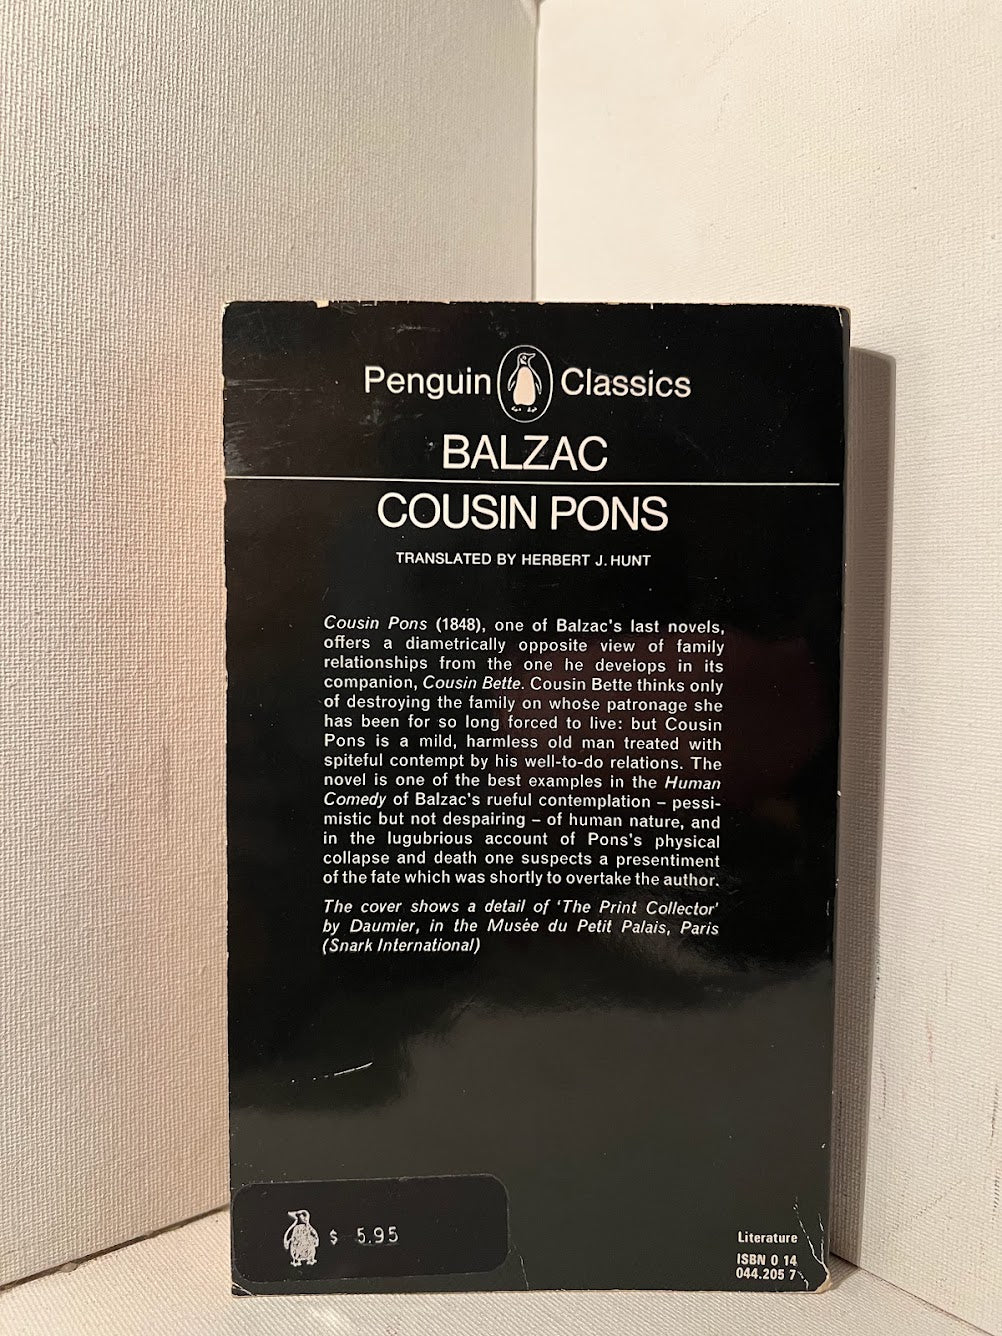 Penguin Classics
BALZAC
COUSIN PONS
TRANSLATED BY HERBERT J. HUNT
Cousin Pons (1848), one of Balzac's last novels,
offers a diametrically opposite view of family
relationships from the one he develops in its
companion, Cousin Bette. Cousin Bette thinks only
of destroying the family on whose patronage she
has been for so long forced to live: but Cousin
Pons is a mild, harmless old man treated with
spiteful contempt by his well-to-do relations. The
novel is one of the best examples in the Human
Comedy of Balzac's rueful contemplation – pessi-
mistic but not despairing – of human nature, and
in the lugubrious account of Pons's physical
collapse and death one suspects a presentiment
of the fate which was shortly to overtake the author.
The cover shows a detail of 'The Print Collector'
by Daumier, in the Musée du Petit Palais, Paris
(Snark International)
$ 5.95
Literature
ISBN 0 14
044.205 7